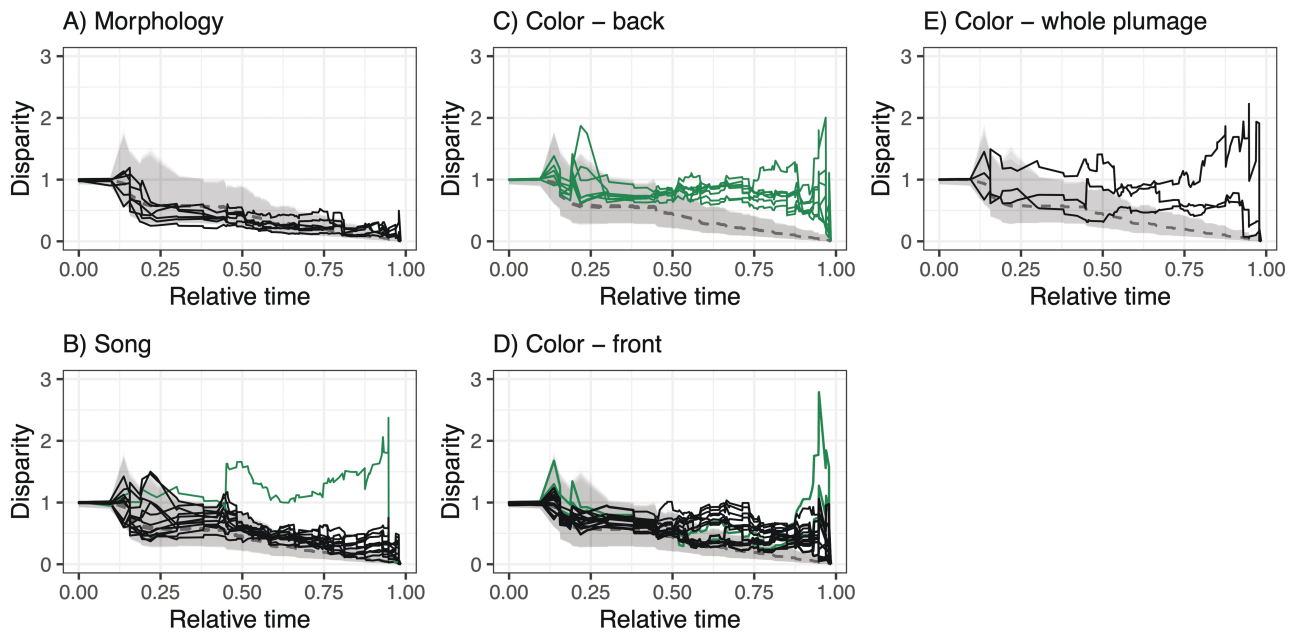 A) Morphology
3
2
1
0
Disparity
0.00 0.25 0.50 0.75 1.00
Relative time
C) Color – back
3
2
1
0
Disparity
0.00 0.25 0.50 0.75 1.00
Relative time
E) Color – whole plumage
3
2
1
0
Disparity
0.00 0.25 0.50 0.75 1.00
Relative time
B) Song
3
2
1
0
Disparity
0.00 0.25 0.50 0.75 1.00
Relative time
D) Color – front
3
2
1
0
Disparity
0.00 0.25 0.50 0.75 1.00
Relative time